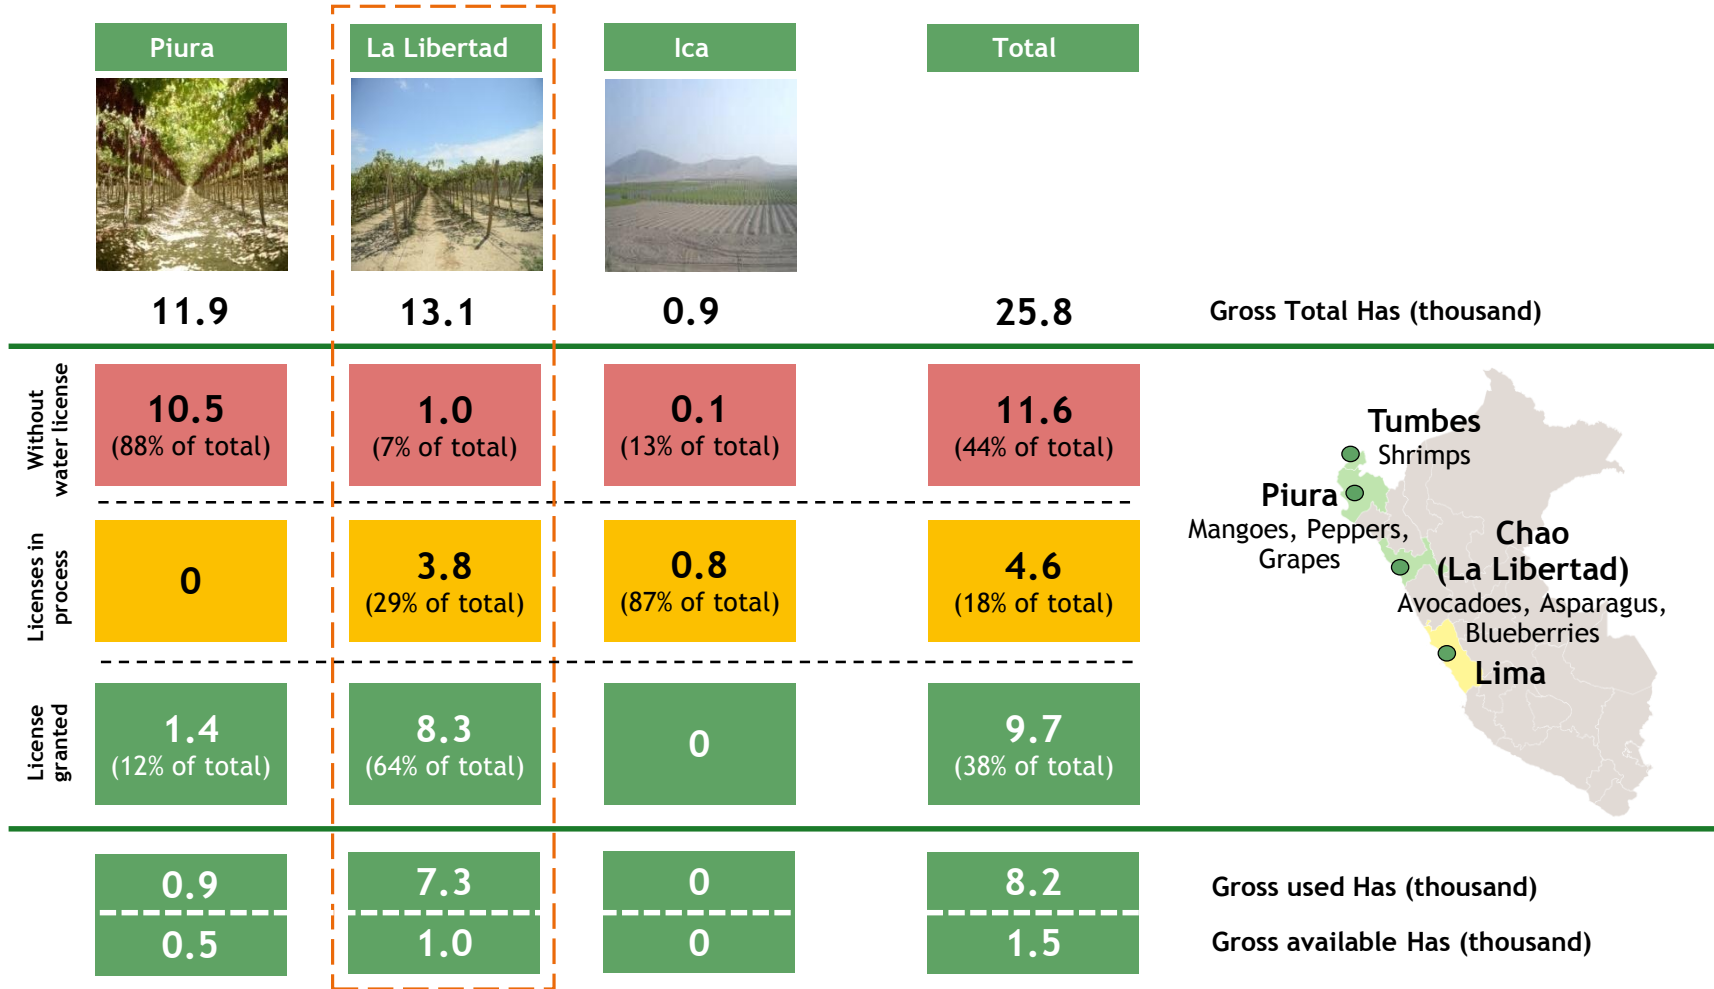 Piura
La Libertad
Ica
Total
11.9
13.1
0.9
25.8
Gross Total Has (thousand)
Without
water license
10.5
(88% of total)
1.0
(7% of total)
0.1
(13% of total)
11.6
(44% of total)
Licenses in
process
0
3.8
(29% of total)
0.8
(87% of total)
4.6
(18% of total)
License
granted
1.4
(12% of total)
8.3
(64% of total)
0
9.7
(38% of total)
Tumbes
Shrimps
Piura
Mangoes, Peppers,
Grapes
Chao
(La Libertad)
Avocadoes, Asparagus,
Blueberries
Lima
0.9
7.3
0
8.2
Gross used Has (thousand)
0.5
1.0
0
1.5
Gross available Has (thousand)